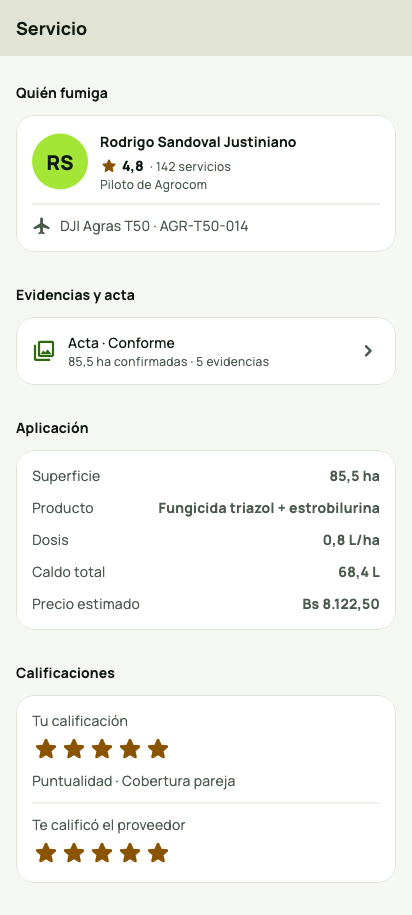 Servicio
Quién fumiga
RS
Rodrigo Sandoval Justiniano
4,8 · 142 servicios
Piloto de Agrocom
DJI Agras T50 · AGR-T50-014
Evidencias y acta
Acta · Conforme
85,5 ha confirmadas · 5 evidencias
Aplicación
Superficie 85,5 ha
Producto Fungicida triazol + estrobilurina
Dosis 0,8 L/ha
Caldo total 68,4 L
Precio estimado Bs 8.122,50
Calificaciones
Tu calificación
Puntualidad · Cobertura pareja
Te calificó el proveedor